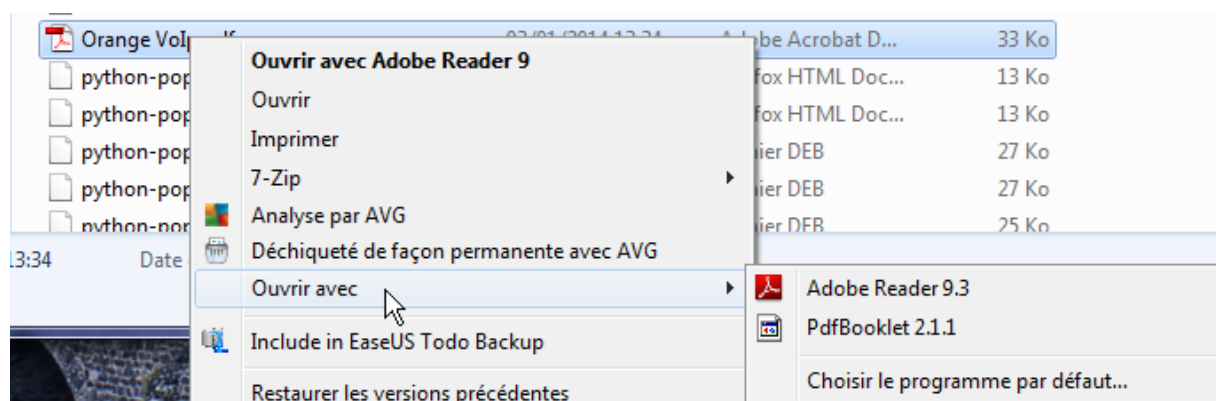 Orange VoIp 03/01/2014 13:34 Adobe Acrobat D... 33 Ko
Ouvrir avec Adobe Reader 9
python-pop fox HTML Doc... 13 Ko
Ouvrir
python-pop fox HTML Doc... 13 Ko
Imprimer
python-pop ier DEB 27 Ko
7-Zip
python-pop ier DEB 27 Ko
Analyse par AVG
python-pop ier DEB 25 Ko
Déchiqueté de façon permanente avec AVG
13:34 Date
Ouvrir avec
Adobe Reader 9.3
PdfBooklet 2.1.1
Include in EaseUS Todo Backup
Choisir le programme par défaut...
Restaurer les versions précédentes